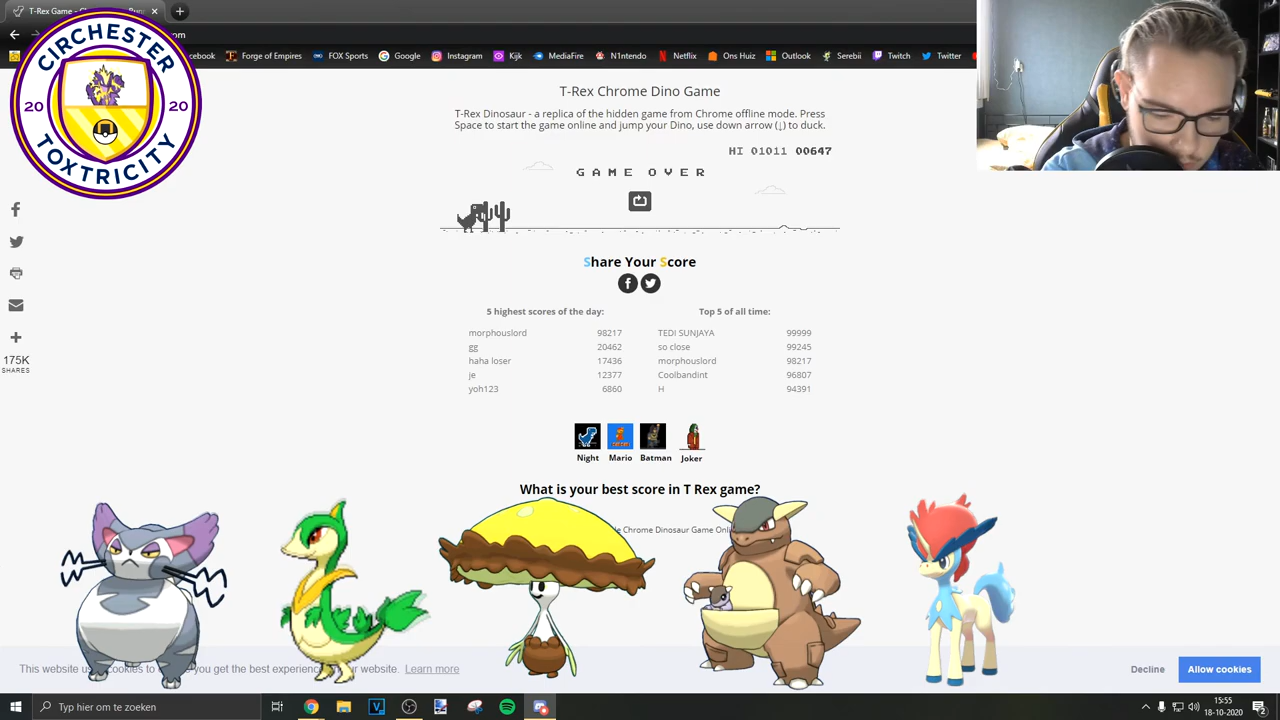 T-Rex Game - C
CIRCHESTER
20 20
TOXTRICITY
Forge of Empires
FOX Sports
Google
Instagram
Kijk
MediaFire
N1ntendo
Netflix
Ons Huiz
Outlook
Serebii
Twitch
Twitter
T-Rex Chrome Dino Game
T-Rex Dinosaur - a replica of the hidden game from Chrome offline mode. Press
Space to start the game online and jump your Dino, use down arrow (↓) to duck.
HI 01011 00647
GAME OVER
Share Your Score
5 highest scores of the day:
morphouslord 98217
gg 20462
haha loser 17436
je 12377
yoh123 6860
Top 5 of all time:
TEDI SUNJAYA 99999
so close 99245
morphouslord 98217
Coolbandint 96807
H 94391
175K
SHARES
Night
Mario
Batman
Joker
What is your best score in T Rex game?
Chrome Dinosaur Game
This website you get the best website. Learn more
Decline
Allow cookies
Typ hier om te zoeken
15:55
18-10-2020
2